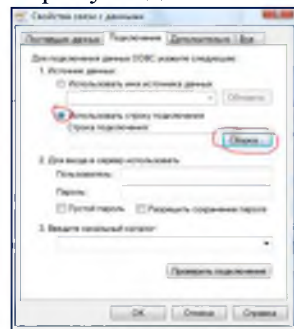 Свойства связи с данными
Поставщик данных Подключение Дополнительно Все
Для подключения данных ODBC укажите следующее:
1. Источник данных:
Использовать имя источника данных
Обновить
Использовать строку подключения
Строка подключения:
Сборка...
2. Для входа в сервер использовать
Пользователь:
Пароль:
Пустой пароль Разрешить сохранение пароля
3. Введите начальный каталог:
Проверить подключение
ОК Отмена Справка